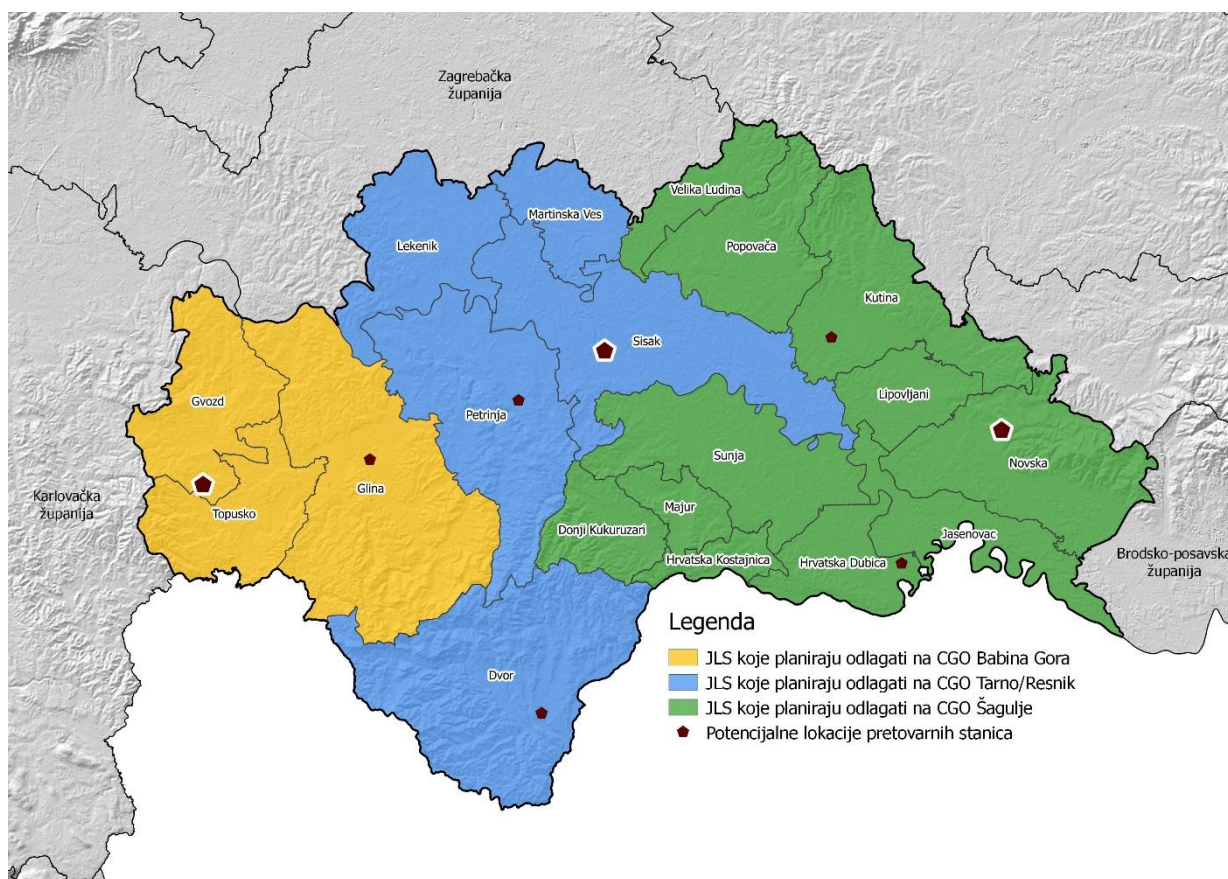 Zagrebačka
županija
Velika Ludina
Martinska Ves
Lekenik
Popovača
Kutina
Sisak
Gvozd
Lipovljani
Petrinja
Sunja
Novska
Glina
Karlovačka
županija
Topusko
Majur
Donji Kukuruzari
Jasenovac
Hrvatska Kostajnica
Hrvatska Dubica
Brodsko-posavska
županija
Dvor
Legenda
JLS koje planiraju odlagati na CGO Babina Gora
JLS koje planiraju odlagati na CGO Tarno/Resnik
JLS koje planiraju odlagati na CGO Šagulje
Potencijalne lokacije pretovarnih stanica